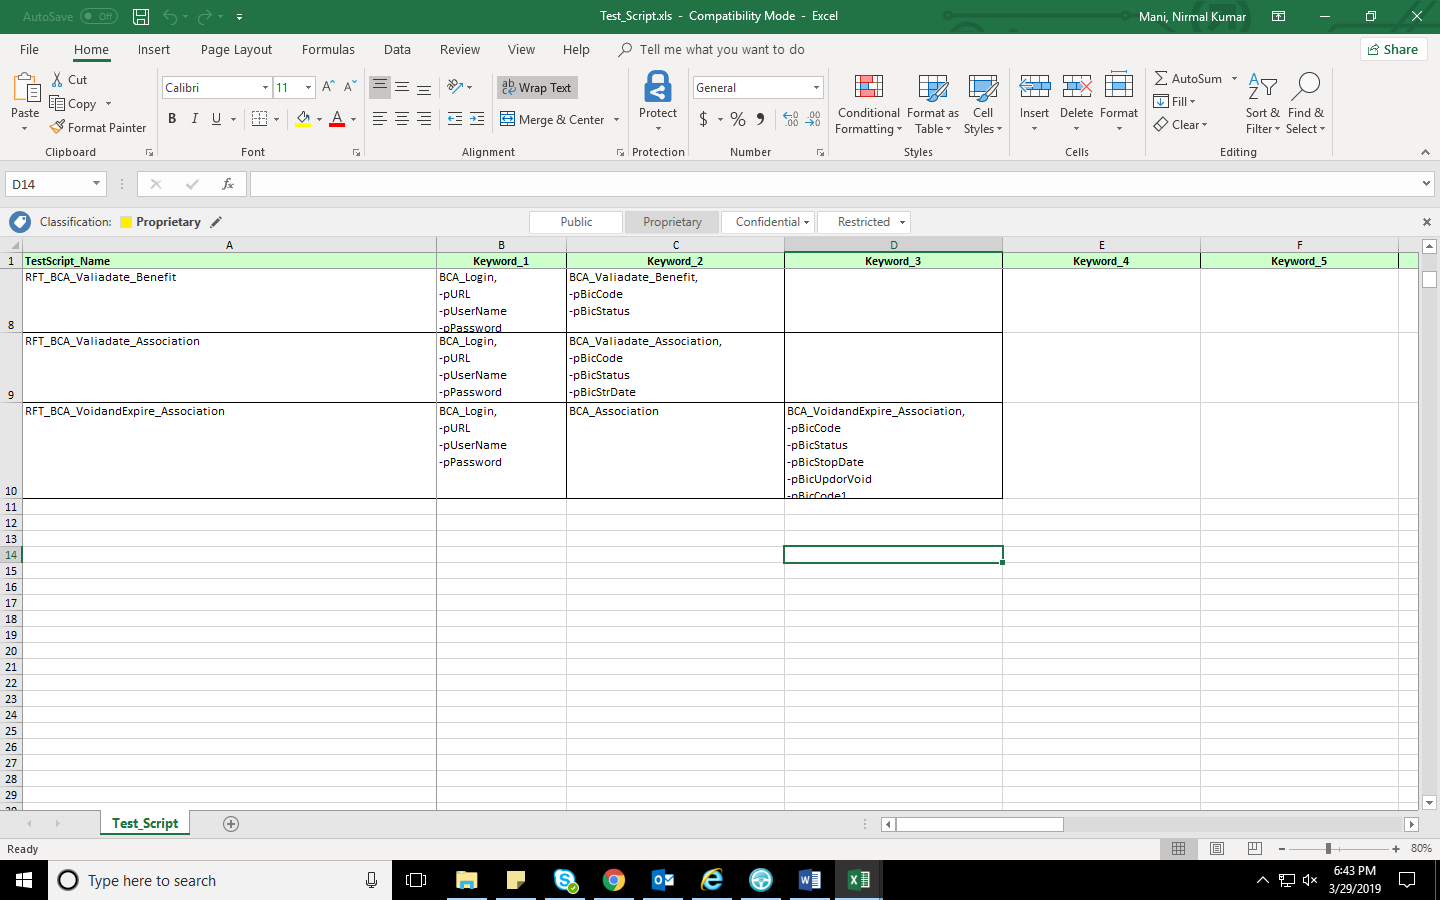 AutoSave Off
Test_Script.xls - Compatibility Mode - Excel
Mani, Nirmal Kumar
File Home Insert Page Layout Formulas Data Review View Help Tell me what you want to do Share
Paste
Cut
Copy
Format Painter
Clipboard
Calibri 11
B I U
Font
Wrap Text
Merge & Center
Alignment
Protect
Protection
General
$ % 9
Number
Conditional Formatting
Format as Table
Cell Styles
Styles
Insert
Delete
Format
Cells
AutoSum
Fill
Clear
Sort & Filter
Find & Select
Editing
D14
fx
Classification: Proprietary
Public Proprietary Confidential Restricted
A B C D E F
1 TestScript_Name Keyword_1 Keyword_2 Keyword_3 Keyword_4 Keyword_5
8
RFT_BCA_Valiadate_Benefit
BCA_Login,
-pURL
-pUserName
-pPassword
BCA_Valiadate_Benefit,
-pBicCode
-pBicStatus
9
RFT_BCA_Valiadate_Association
BCA_Login,
-pURL
-pUserName
-pPassword
BCA_Valiadate_Association,
-pBicCode
-pBicStatus
-pBicStrDate
10
RFT_BCA_VoidandExpire_Association
BCA_Login,
-pURL
-pUserName
-pPassword
BCA_Association
BCA_VoidandExpire_Association,
-pBicCode
-pBicStatus
-pBicStopDate
-pBicUpdorVoid
-pBicCode1
11
12
13
14
15
16
17
18
19
20
21
22
23
24
25
26
27
28
29
Test_Script
Ready
80%
Type here to search
6:43 PM
3/29/2019